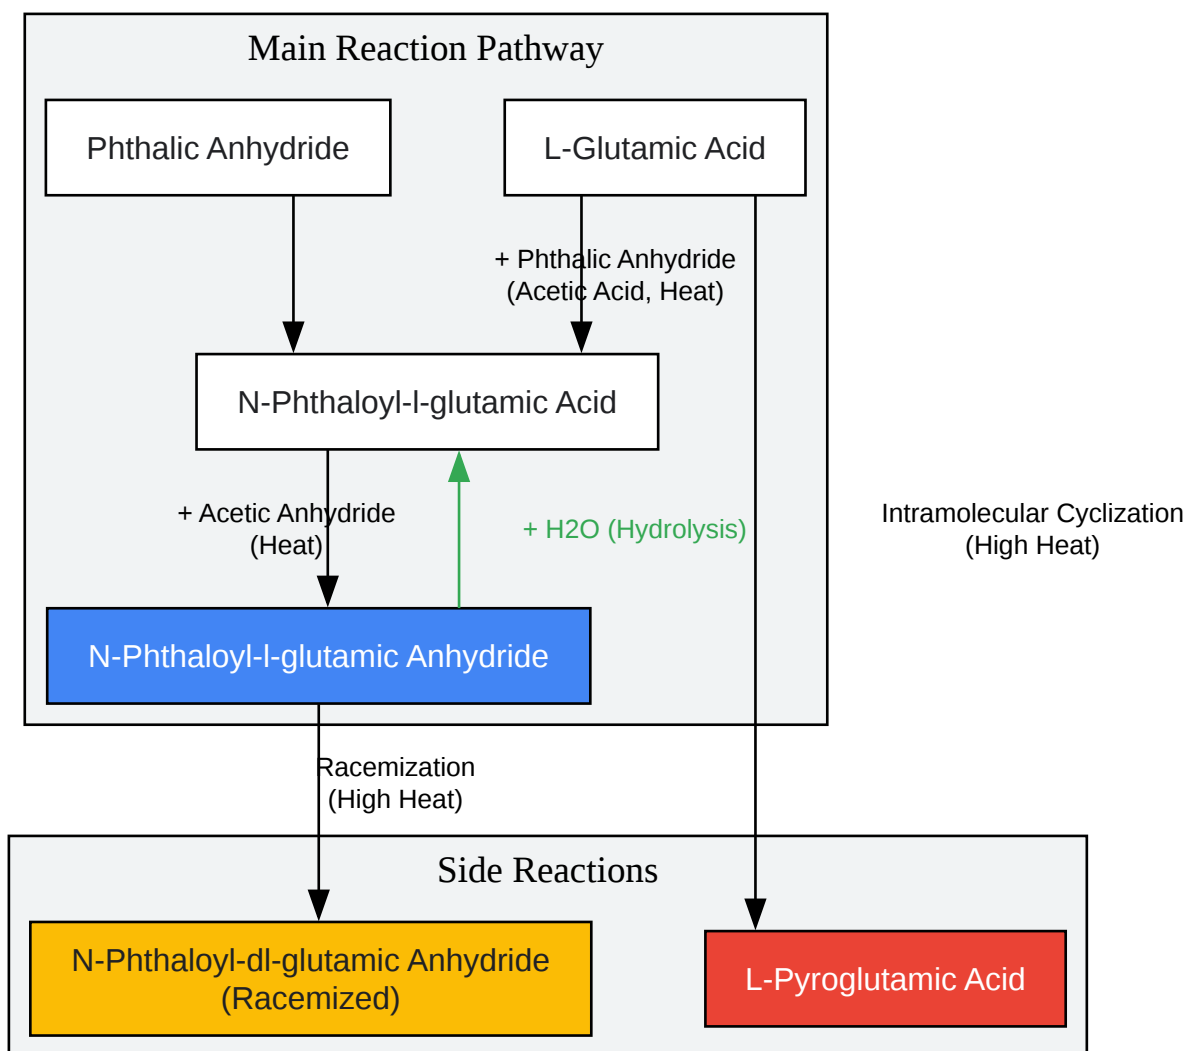 Main Reaction Pathway
Phthalic Anhydride
L-Glutamic Acid
+ Phthalic Anhydride
(Acetic Acid, Heat)
N-Phthaloyl-l-glutamic Acid
+ Acetic Anhydride
(Heat)
+ H2O (Hydrolysis)
Intramolecular Cyclization
(High Heat)
N-Phthaloyl-l-glutamic Anhydride
Racemization
(High Heat)
Side Reactions
N-Phthaloyl-dl-glutamic Anhydride
(Racemized)
L-Pyroglutamic Acid